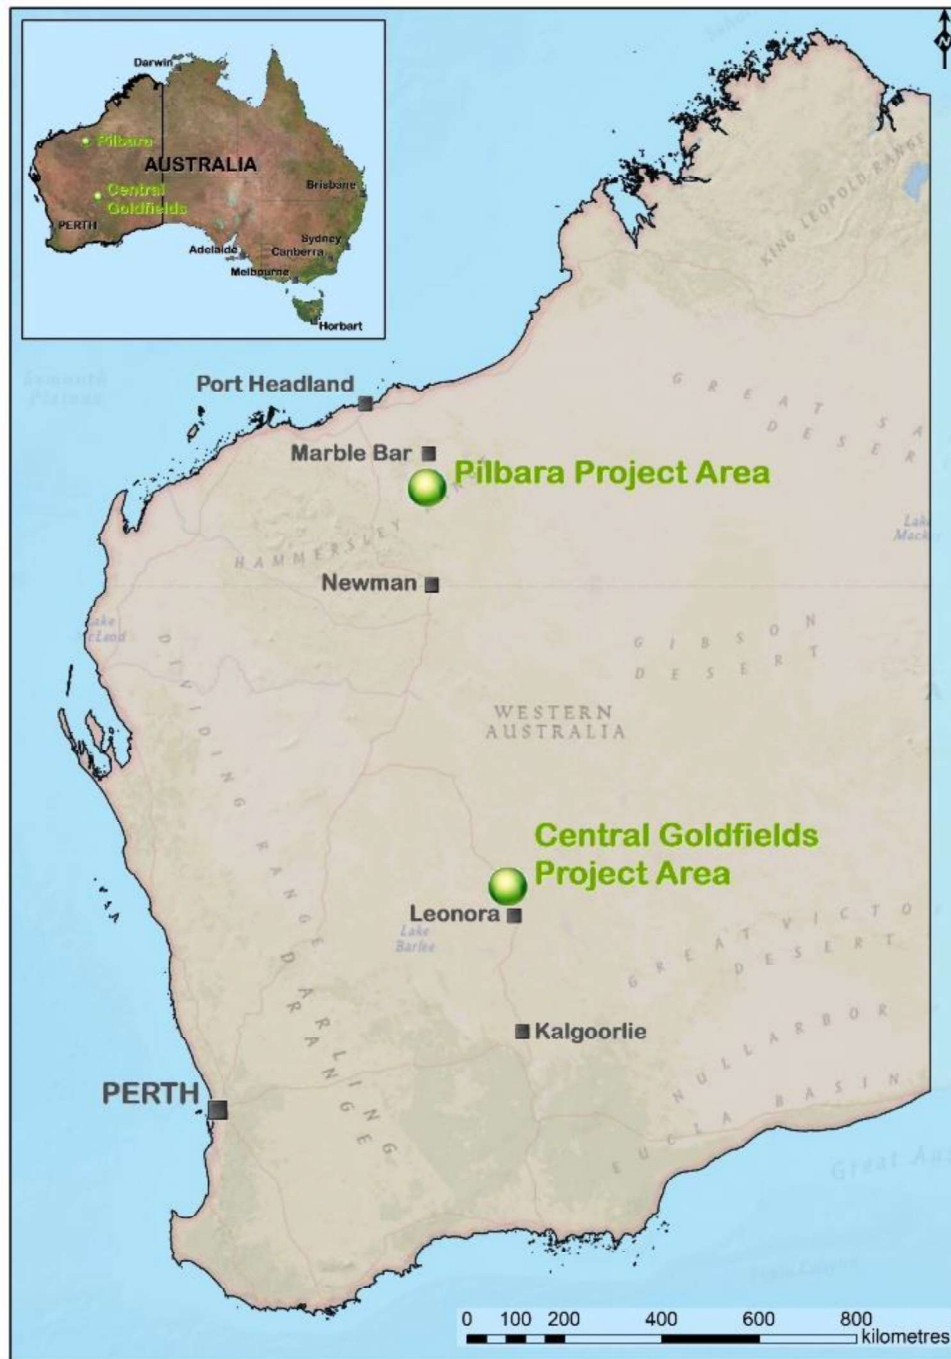 Darwin
Pilbara
AUSTRALIA
Central
Goldfields
Brisbane
PERTH
Sydney
Adelaide
Canberra
Melbourne
Horbart
N
KING LEOPOLD RANGE
Port Headland
GREAT SA
DESER
Marble Bar
Pilbara Project Area
Lake
HAMMERSLEY
Newman
GIBSON
DESERT
WESTERN
AUSTRALIA
DIVIDING RANGE
Central Goldfields
Project Area
Leonora
Lake
Barlee
GREAT VICTO
DESERT
Kalgoorlie
NULLARBOR
PERTH
DARLING
RANGE
EUCLA BASIN
Great Aus
0 100 200 400 600 800
kilometres